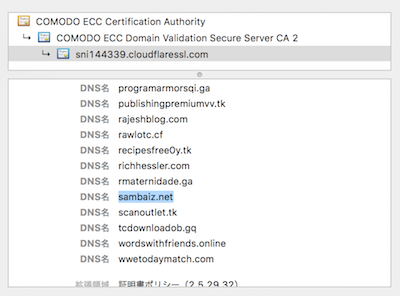 COMODO ECC Certification Authority
COMODO ECC Domain Validation Secure Server CA 2
sni144339.cloudflaressl.com
DNS名 programarmorsqi.ga
DNS名 publishingpremiumvv.tk
DNS名 rajeshblog.com
DNS名 rawlotc.cf
DNS名 recipesfree0y.tk
DNS名 richhessler.com
DNS名 rmaternidade.ga
DNS名 sambaiz.net
DNS名 scanoutlet.tk
DNS名 tcdownloadob.gq
DNS名 wordswithfriends.online
DNS名 wwetodaymatch.com
拡張領域 証明書ポリシー (2.5.29.32)